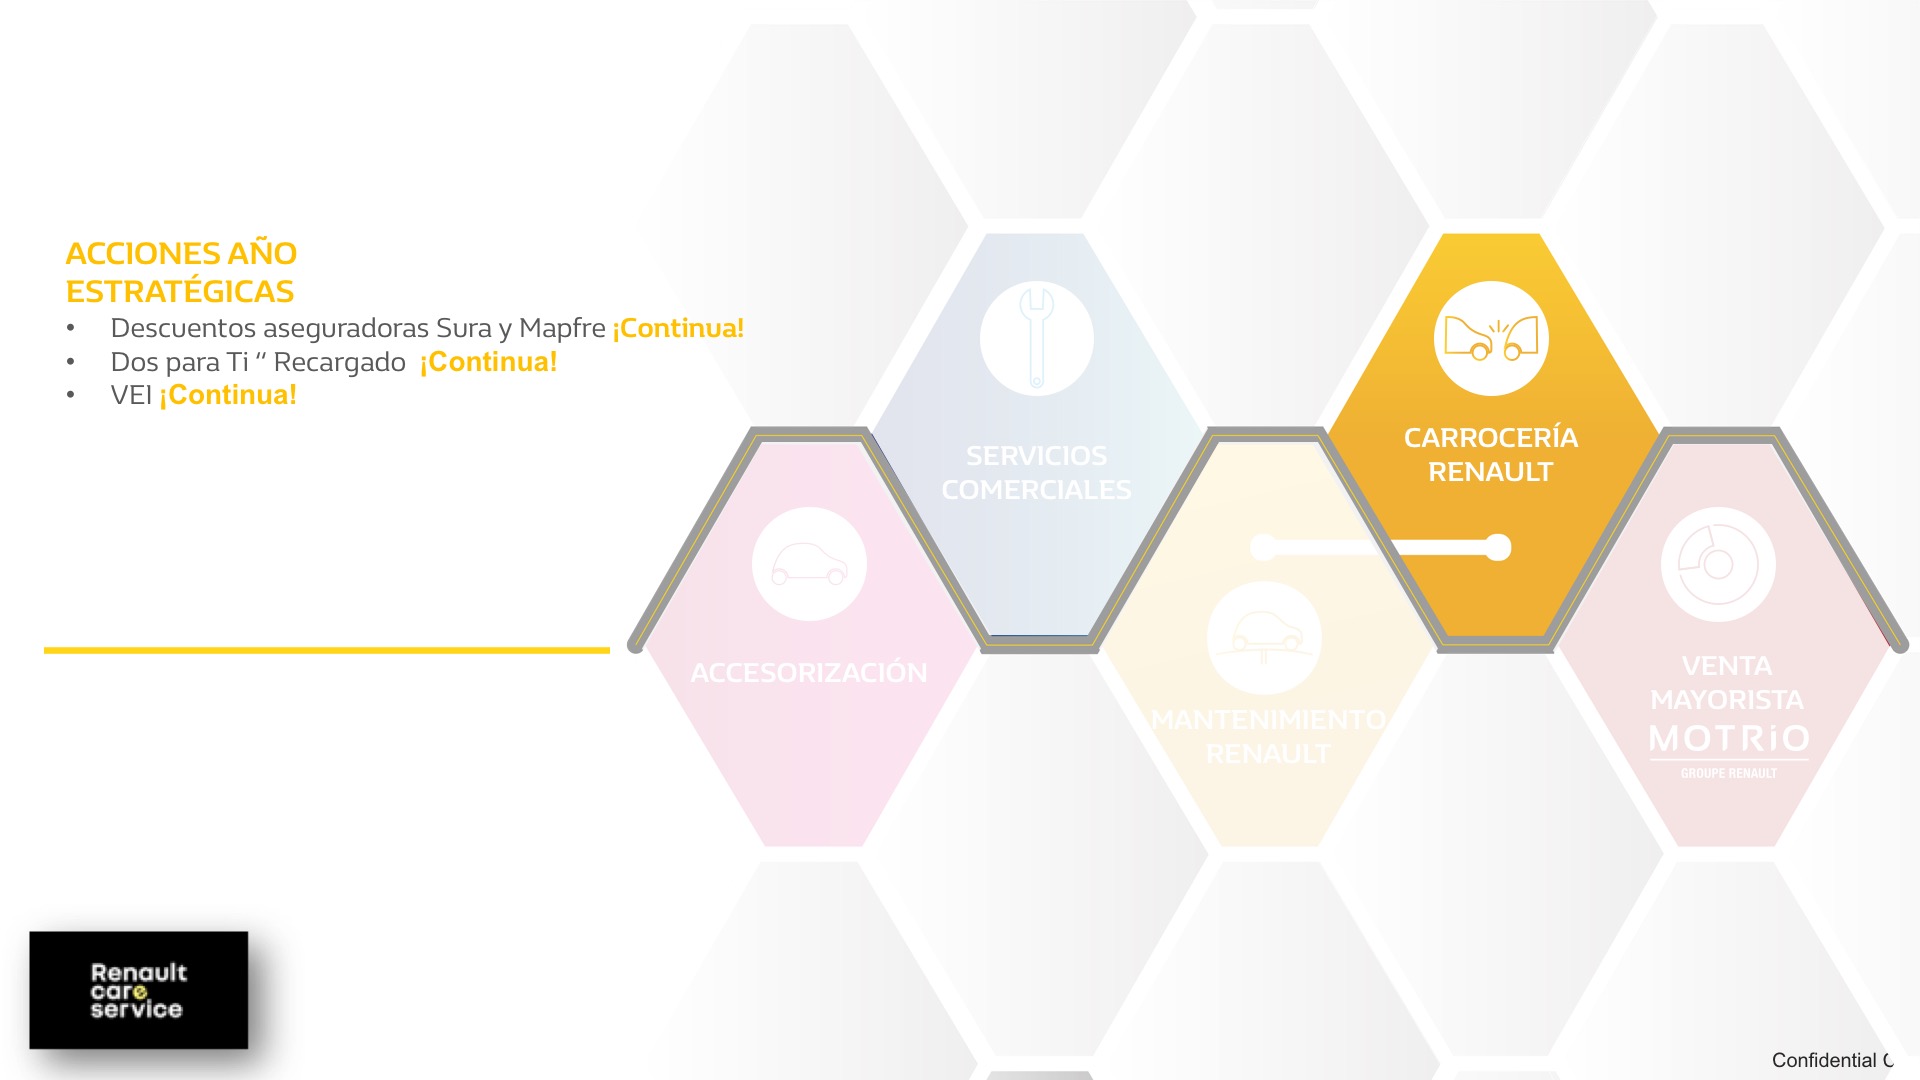 ACCIONES AÑO
ESTRATÉGICAS
• Descuentos aseguradoras Sura y Mapfre ¡Continua!
• Dos para Ti “ Recargado ¡Continua!
• VEI ¡Continua!
SERVICIOS
COMERCIALES
CARROCERÍA
RENAULT
ACCESORIZACIÓN
MANTENIMIENTO
RENAULT
VENTA
MAYORISTA
MOTRiO
GROUPE RENAULT
Renault
care
service
Confidential C